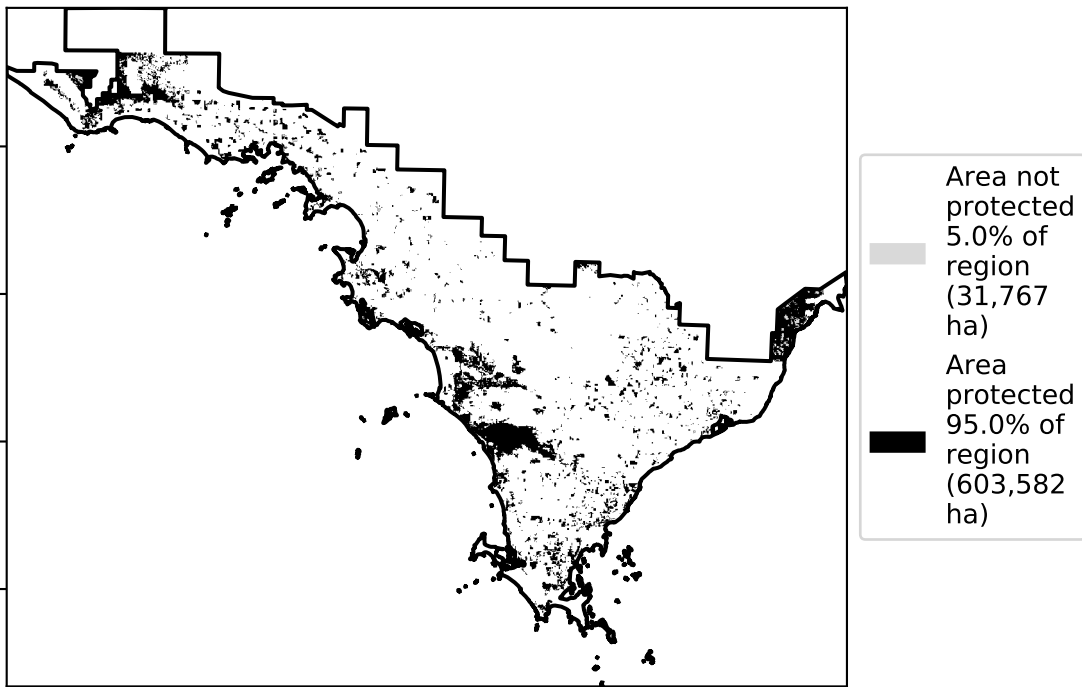 Area not
protected
5.0% of
region
(31,767
ha)
Area
protected
95.0% of
region
(603,582
ha)